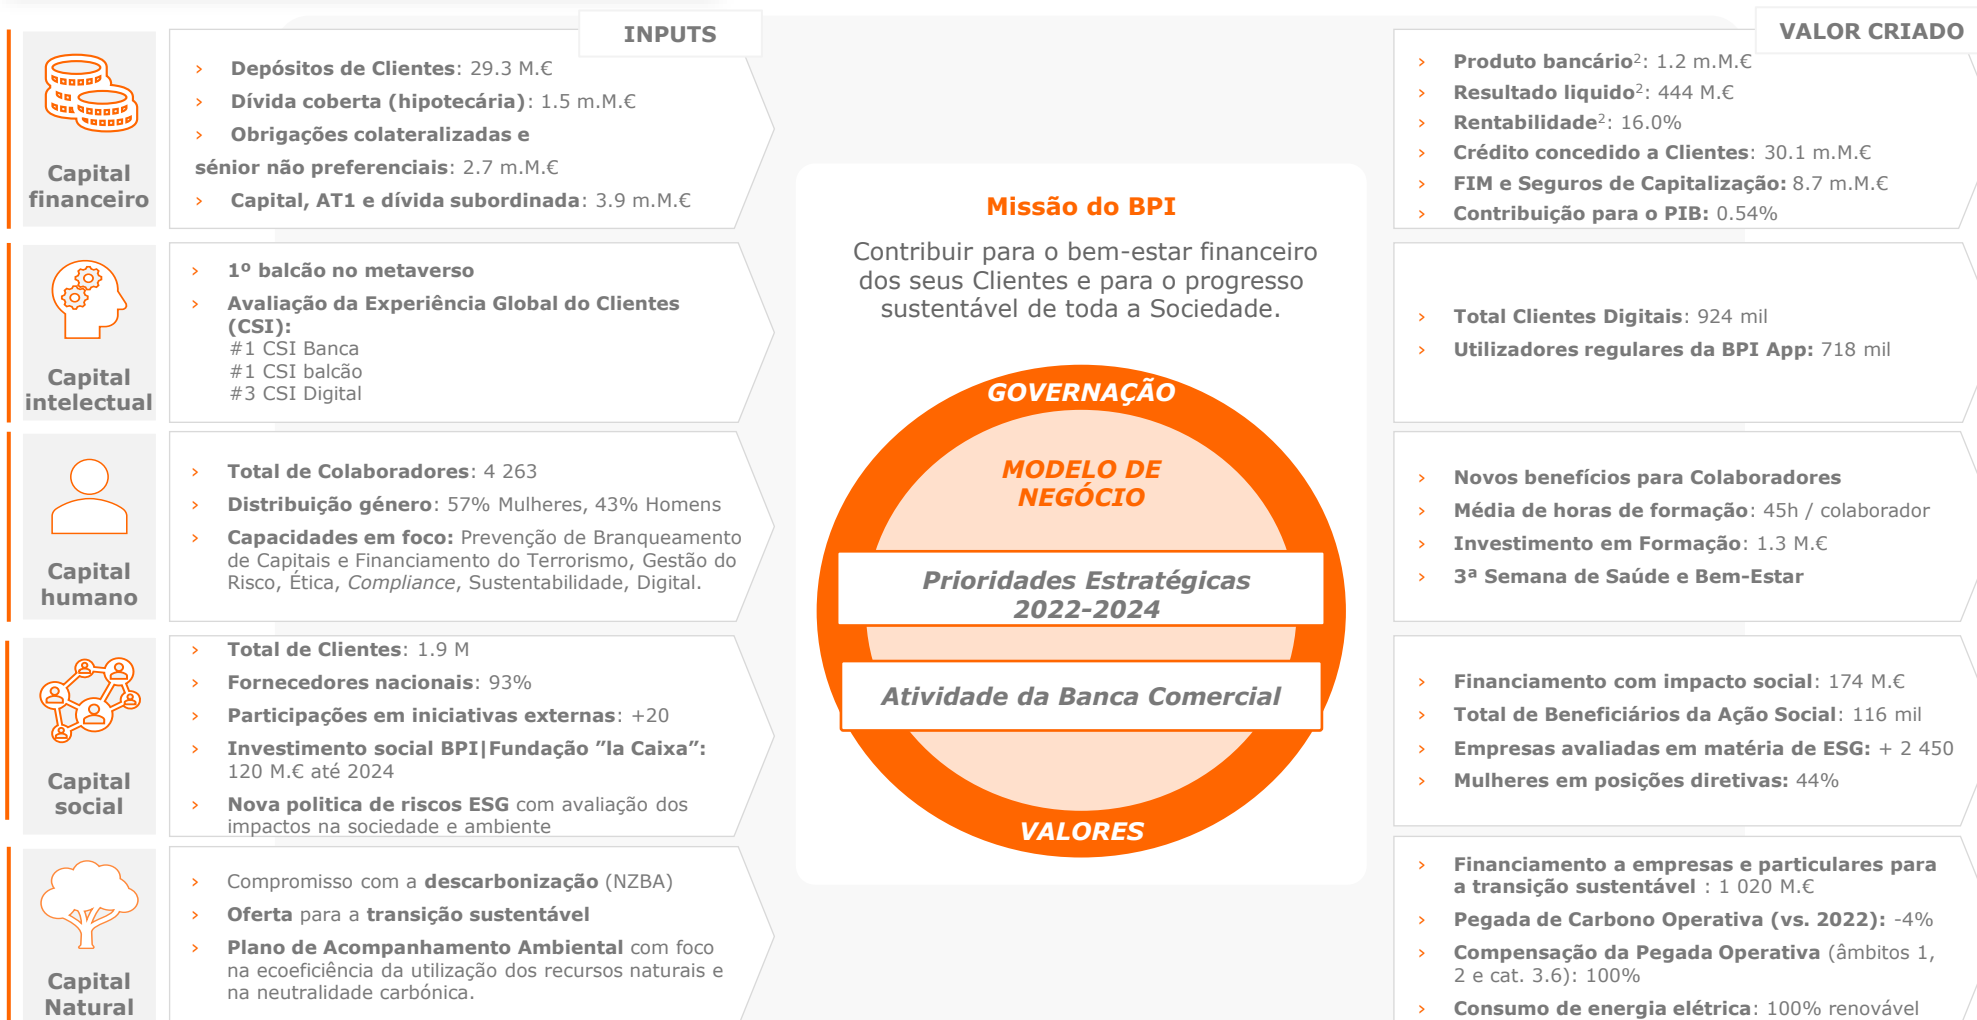 INPUTS
VALOR CRIADO
Capital
financeiro
› Depósitos de Clientes: 29.3 M.€
› Dívida coberta (hipotecária): 1.5 m.M.€
› Obrigações colateralizadas e
sénior não preferenciais: 2.7 m.M.€
› Capital, AT1 e dívida subordinada: 3.9 m.M.€
› Produto bancário²: 1.2 m.M.€
› Resultado liquido²: 444 M.€
› Rentabilidade²: 16.0%
› Crédito concedido a Clientes: 30.1 m.M.€
› FIM e Seguros de Capitalização: 8.7 m.M.€
› Contribuição para o PIB: 0.54%
Capital
intelectual
› 1º balcão no metaverso
› Avaliação da Experiência Global do Clientes
(CSI):
#1 CSI Banca
#1 CSI balcão
#3 CSI Digital
› Total Clientes Digitais: 924 mil
› Utilizadores regulares da BPI App: 718 mil
Capital
humano
› Total de Colaboradores: 4 263
› Distribuição género: 57% Mulheres, 43% Homens
› Capacidades em foco: Prevenção de Branqueamento
de Capitais e Financiamento do Terrorismo, Gestão do
Risco, Ética, Compliance, Sustentabilidade, Digital.
› Novos benefícios para Colaboradores
› Média de horas de formação: 45h / colaborador
› Investimento em Formação: 1.3 M.€
› 3ª Semana de Saúde e Bem-Estar
Capital
social
› Total de Clientes: 1.9 M
› Fornecedores nacionais: 93%
› Participações em iniciativas externas: +20
› Investimento social BPI|Fundação ”la Caixa”:
120 M.€ até 2024
› Nova politica de riscos ESG com avaliação dos
impactos na sociedade e ambiente
› Financiamento com impacto social: 174 M.€
› Total de Beneficiários da Ação Social: 116 mil
› Empresas avaliadas em matéria de ESG: + 2 450
› Mulheres em posições diretivas: 44%
Capital
Natural
› Compromisso com a descarbonização (NZBA)
› Oferta para a transição sustentável
› Plano de Acompanhamento Ambiental com foco
na ecoeficiência da utilização dos recursos naturais e
na neutralidade carbónica.
› Financiamento a empresas e particulares para
a transição sustentável : 1 020 M.€
› Pegada de Carbono Operativa (vs. 2022): -4%
› Compensação da Pegada Operativa (âmbitos 1,
2 e cat. 3.6): 100%
› Consumo de energia elétrica: 100% renovável
Missão do BPI
Contribuir para o bem-estar financeiro
dos seus Clientes e para o progresso
sustentável de toda a Sociedade.
GOVERNAÇÃO
MODELO DE
NEGÓCIO
Prioridades Estratégicas
2022-2024
Atividade da Banca Comercial
VALORES